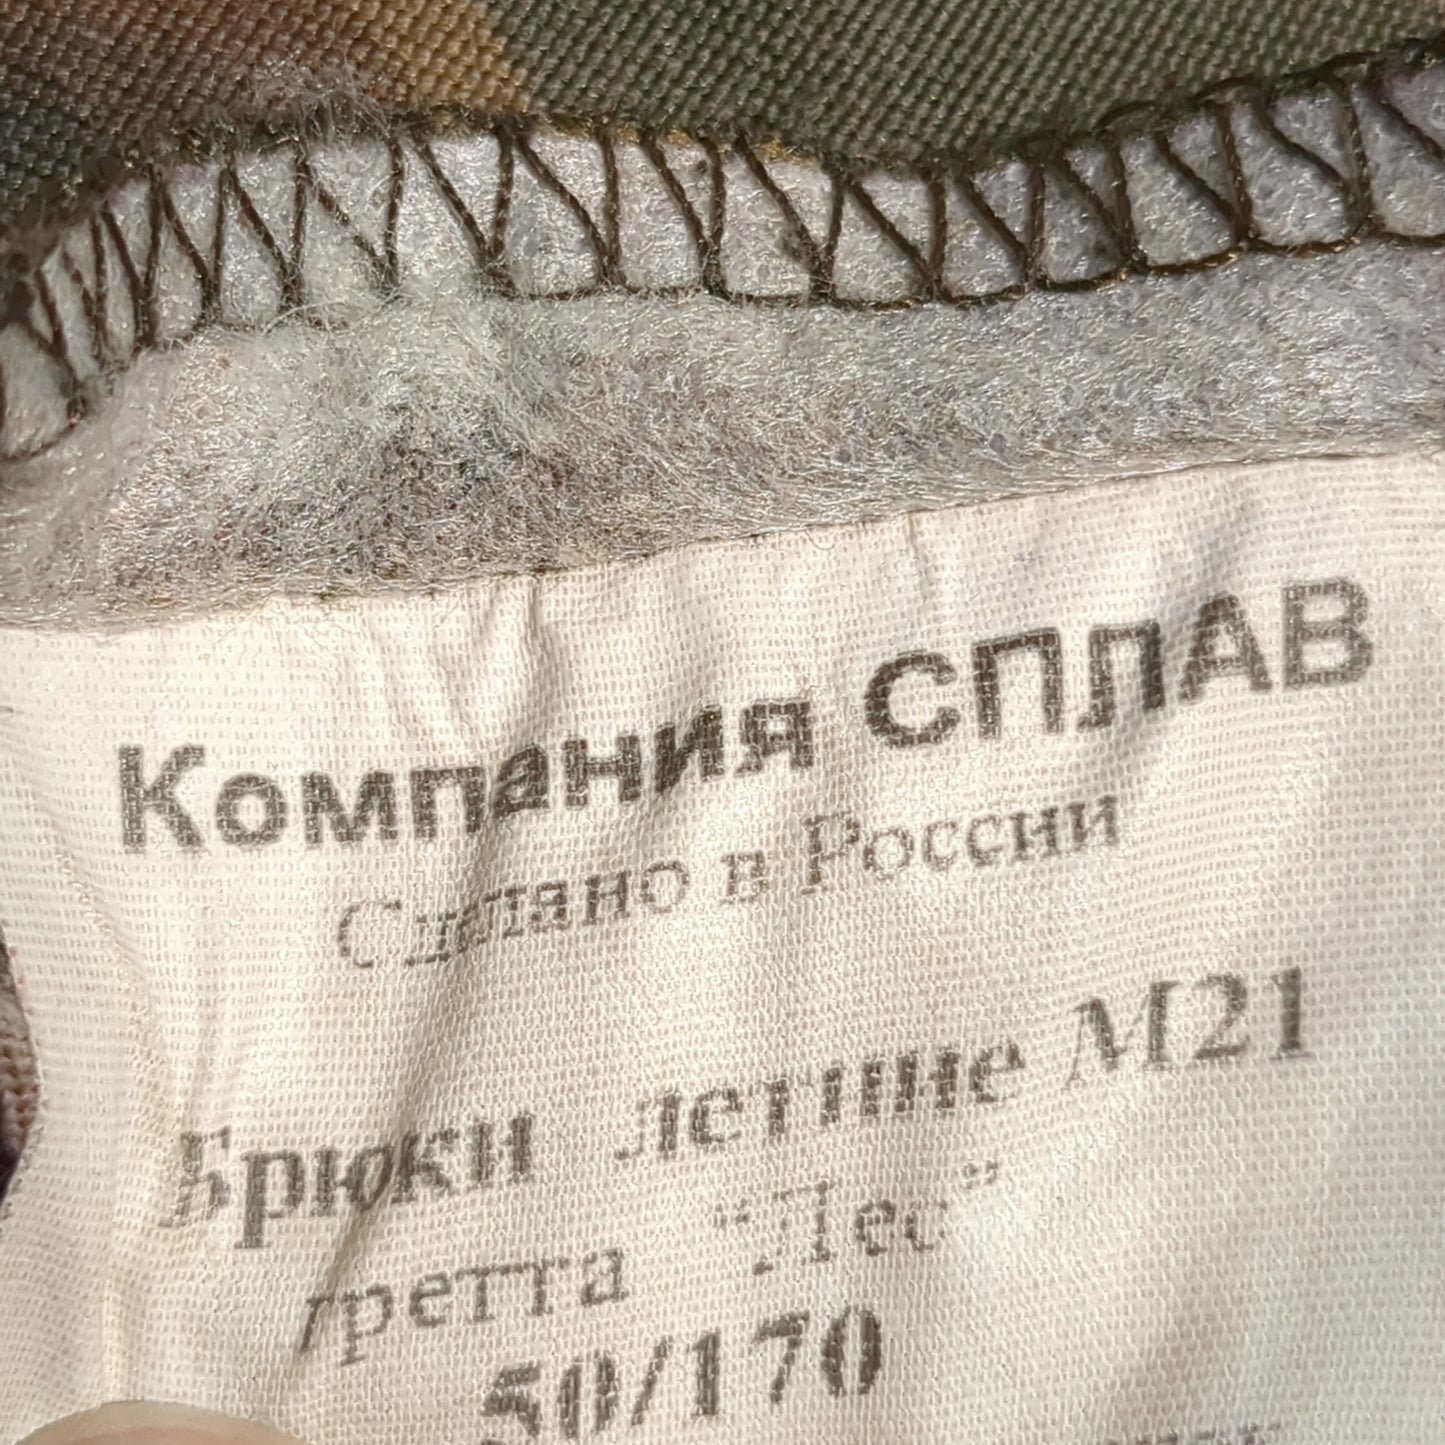 Компания СПЛАВ
Сделано в России
Брюки летние М21
гретта "Лес"
50/170